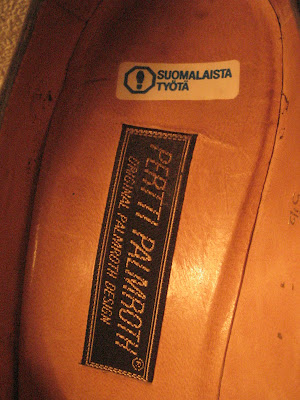 SUOMALAISTA
TYÖTÄ
PERTTI PALMROTH®
ORIGINAL PALMROTH DESIGN